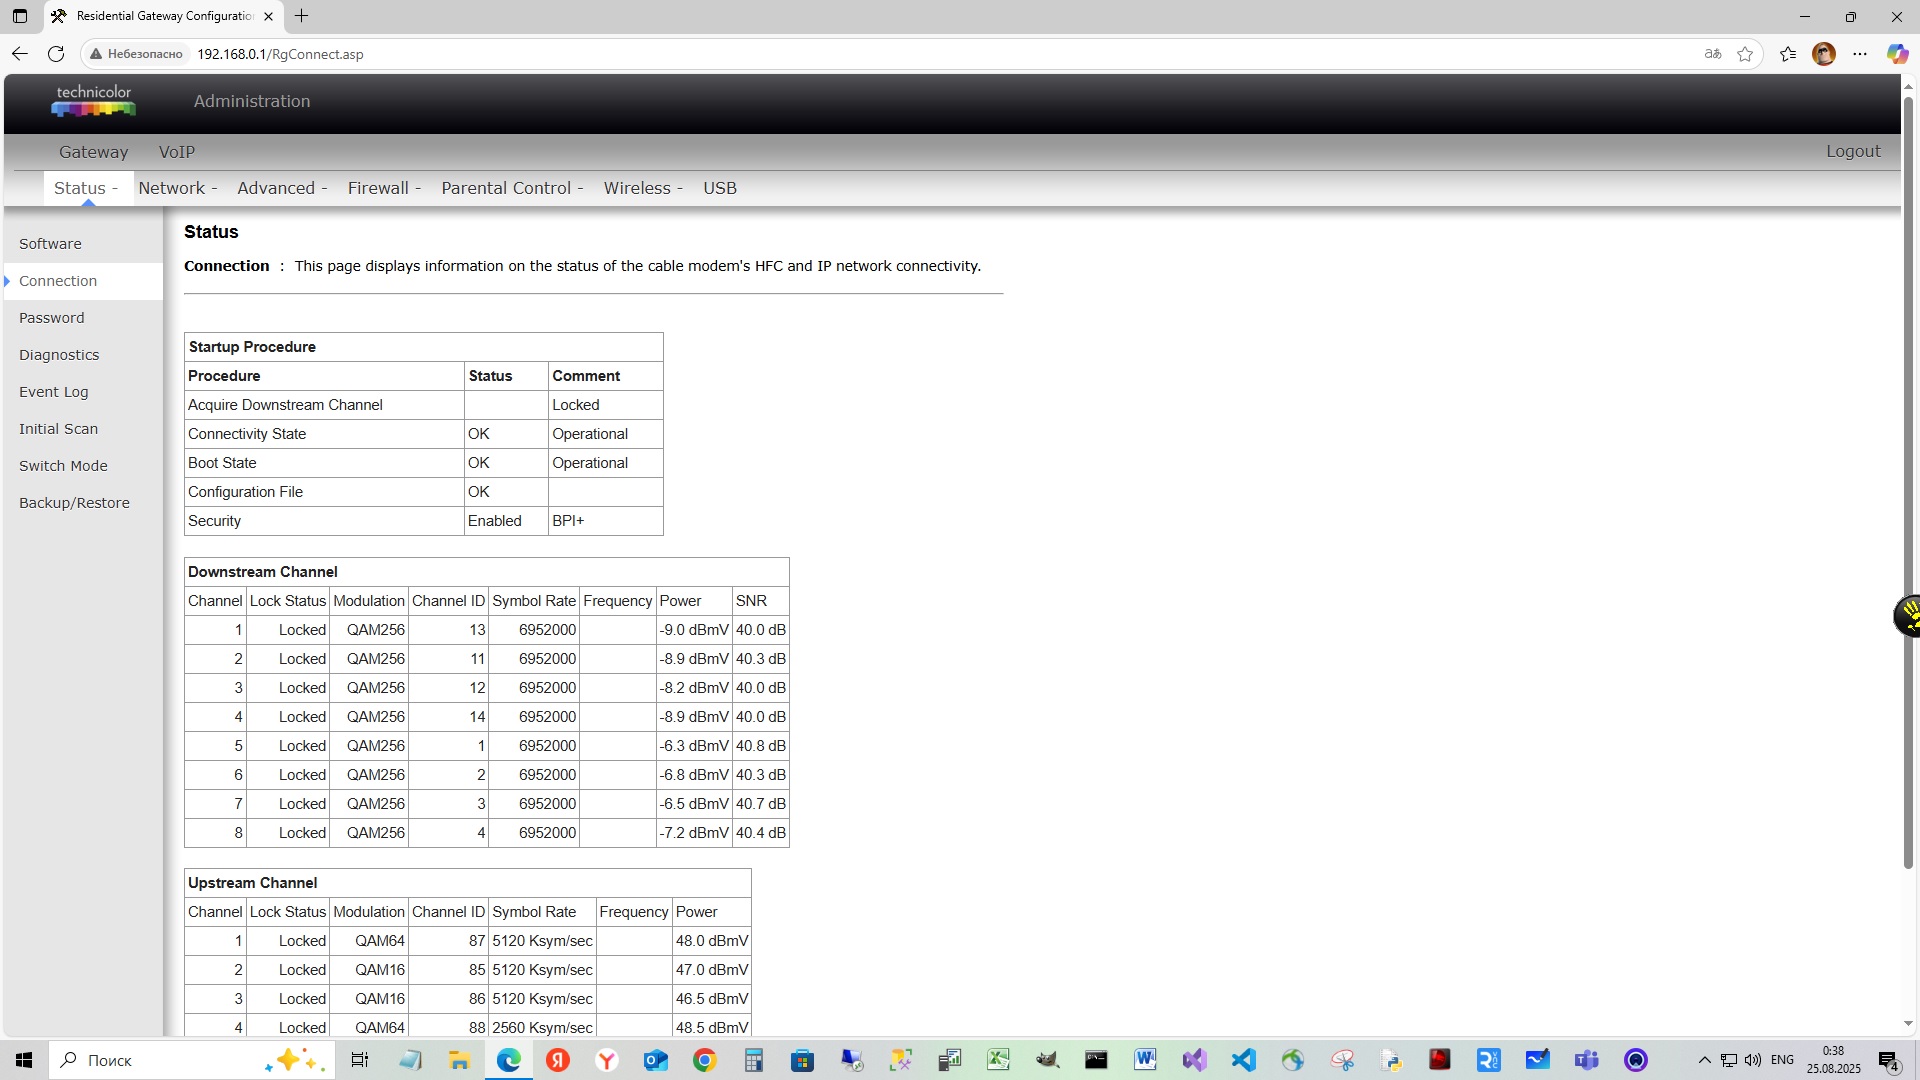 Residential Gateway Configuratio
Небезопасно 192.168.0.1/RgConnect.asp
technicolor Administration
Gateway VoIP Logout
Status - Network - Advanced - Firewall - Parental Control - Wireless - USB
Software
Connection
Password
Diagnostics
Event Log
Initial Scan
Switch Mode
Backup/Restore
Status
Connection : This page displays information on the status of the cable modem's HFC and IP network connectivity.
Startup Procedure
Procedure Status Comment
Acquire Downstream Channel Locked
Connectivity State OK Operational
Boot State OK Operational
Configuration File OK
Security Enabled BPI+
Downstream Channel
Channel Lock Status Modulation Channel ID Symbol Rate Frequency Power SNR
1 Locked QAM256 13 6952000 -9.0 dBmV 40.0 dB
2 Locked QAM256 11 6952000 -8.9 dBmV 40.3 dB
3 Locked QAM256 12 6952000 -8.2 dBmV 40.0 dB
4 Locked QAM256 14 6952000 -8.9 dBmV 40.0 dB
5 Locked QAM256 1 6952000 -6.3 dBmV 40.8 dB
6 Locked QAM256 2 6952000 -6.8 dBmV 40.3 dB
7 Locked QAM256 3 6952000 -6.5 dBmV 40.7 dB
8 Locked QAM256 4 6952000 -7.2 dBmV 40.4 dB
Upstream Channel
Channel Lock Status Modulation Channel ID Symbol Rate Frequency Power
1 Locked QAM64 87 5120 Ksym/sec 48.0 dBmV
2 Locked QAM16 85 5120 Ksym/sec 47.0 dBmV
3 Locked QAM16 86 5120 Ksym/sec 46.5 dBmV
4 Locked QAM64 88 2560 Ksym/sec 48.5 dBmV
Поиск
ENG
0:38
25.08.2025
4